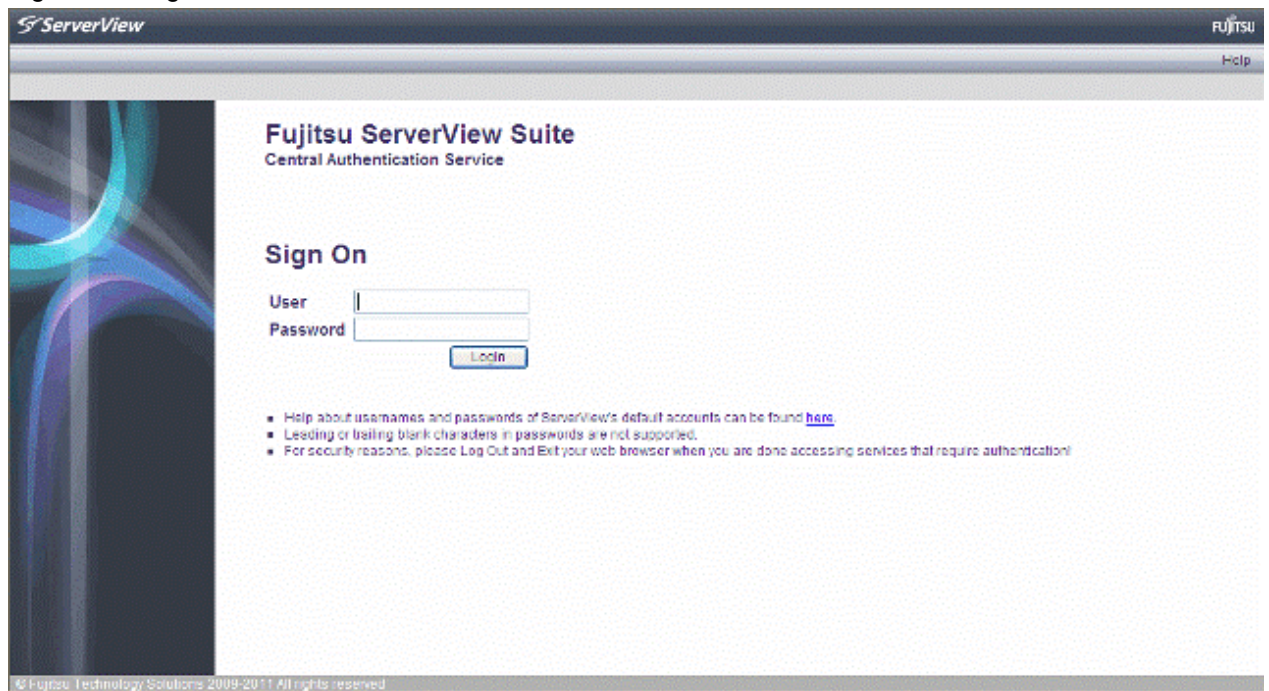 ServerView
FUJITSU
Help
Fujitsu ServerView Suite
Central Authentication Service
Sign On
User
Password
Login
Help about usernames and passwords of ServerView's default accounts can be found here.
Leading or trailing blank characters in passwords are not supported.
For security reasons, please Log Out and Exit your web browser when you are done accessing services that require authentication!
© Fujitsu Technology Solutions 2009-2011 All rights reserved